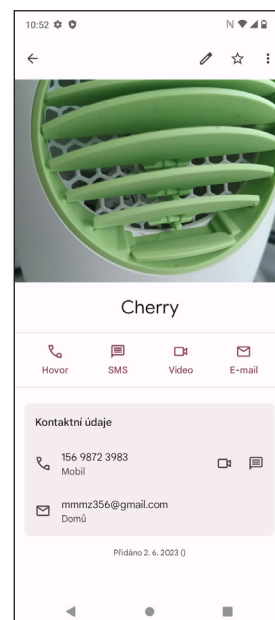 10:52
Cherry
Hovor
SMS
Video
E-mail
Kontaktní údaje
156 9872 3983
Mobil
mmmz356@gmail.com
Domů
Přidáno 2. 6. 2023 ()